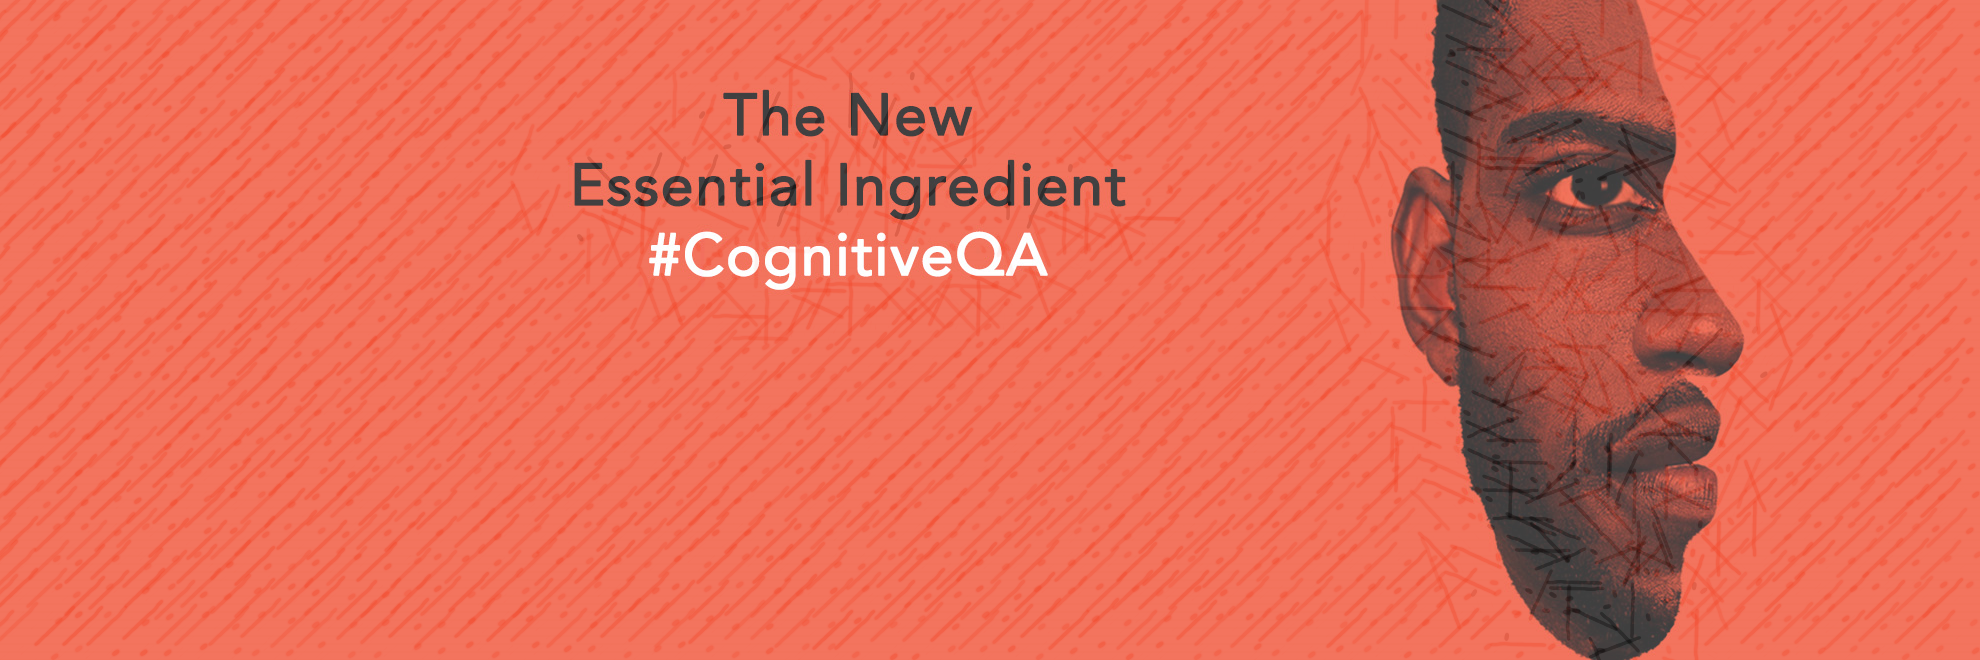 The New
Essential Ingredient
#CognitiveQA